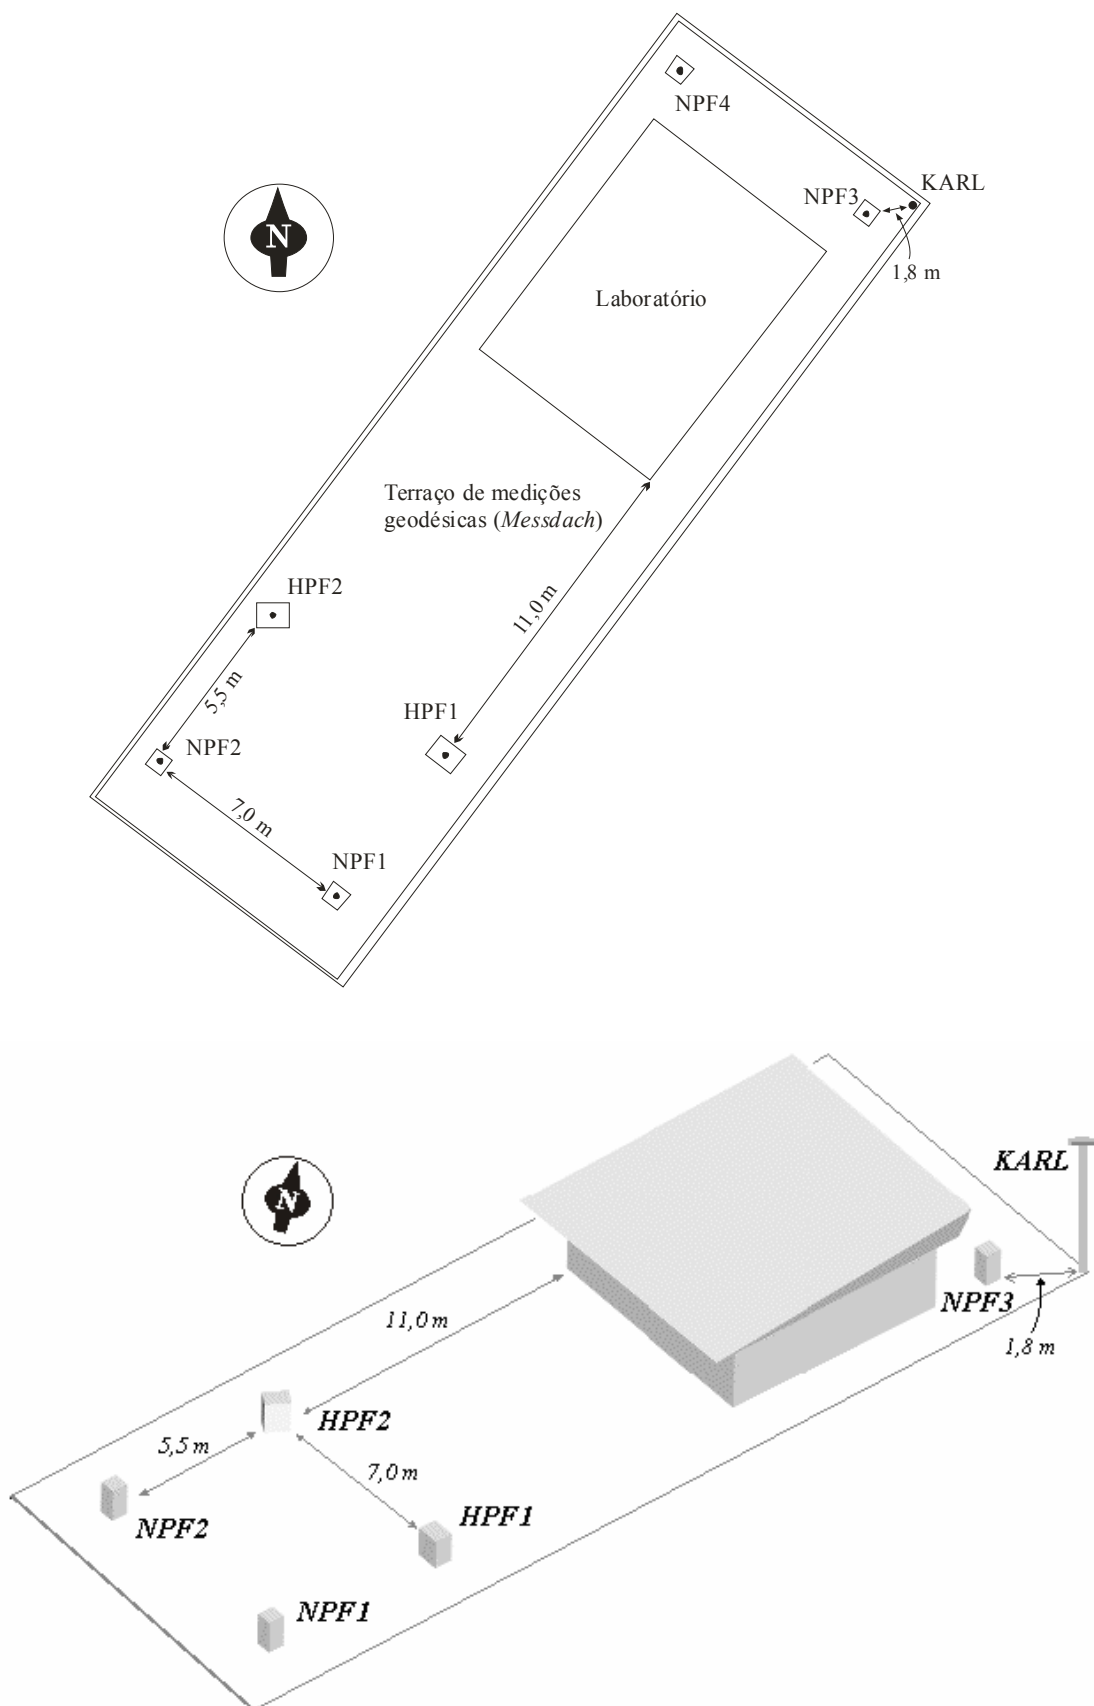 NPF4
KARL
NPF3
N
1,8 m
Laboratório
Terraço de medições
geodésicas (Messdach)
HPF2
11,0 m
5,5 m
HPF1
NPF2
7,0 m
NPF1
KARL
N
NPF3
11,0 m
1,8 m
HPF2
5,5 m
7,0 m
HPF1
NPF2
NPF1